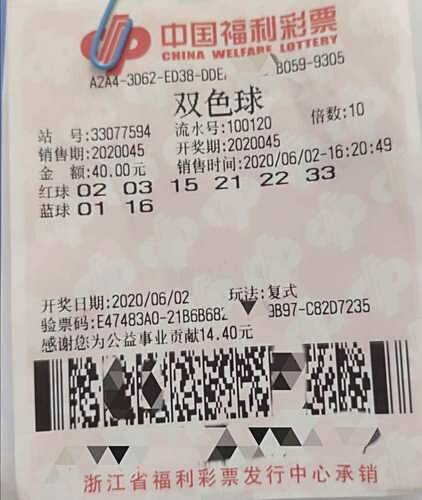 中国福利彩票
CHINA WELFARE LOTTERY
A2A4-3D62-ED38-DDE B059-9305
双色球
站 号:33077594 流水号:100120 倍数:10
销售期:2020045 开奖期:2020045
金 额:40.00元 销售时间:2020/06/02-16:20:49
红球 02 03 15 21 22 33
蓝球 01 16
开奖日期:2020/06/02 玩法:复式
验票码:E47483A0-21B6B682 9B97-C82D7235
感谢您为公益事业贡献14.40元
浙江省福利彩票发行中心承销